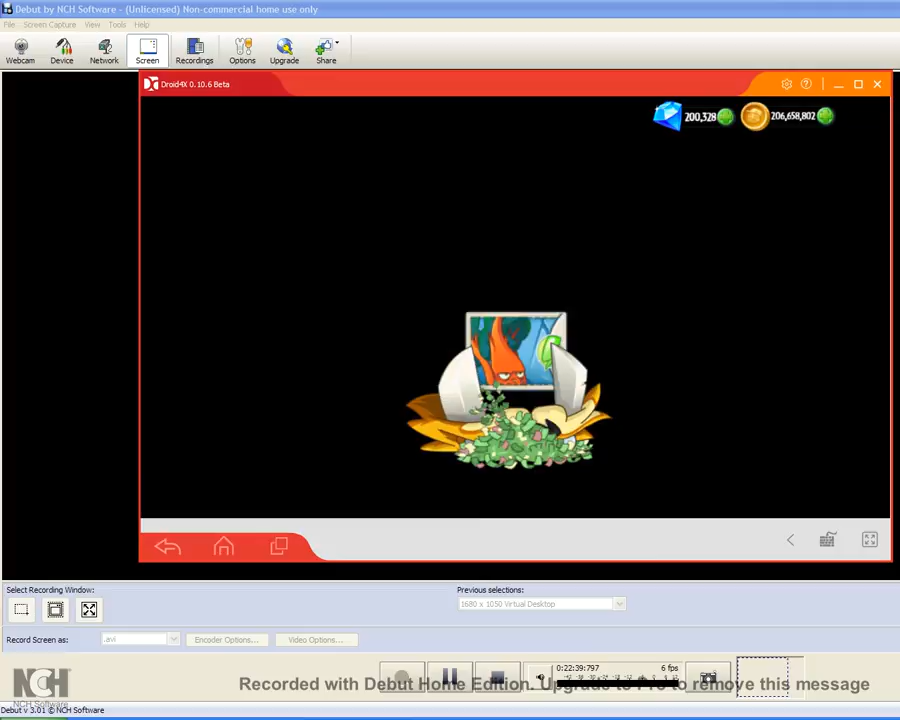 Debut by NCH Software - (Unlicensed) Non-commercial home use only
File Screen Capture View Tools Help
Webcam Device Network Screen Recordings Options Upgrade Share
Droid4X 0.10.6 Beta
200,328 206,658,802
Select Recording Window:
Previous selections:
1680 x 1050 Virtual Desktop
Record Screen as: .avi Encoder Options... Video Options...
0:22:39:797 6 fps
Recorded with Debut Home Edition. Upgrade to Pro to remove this message
NCH
NCH Software
Debut v 3.01 © NCH Software